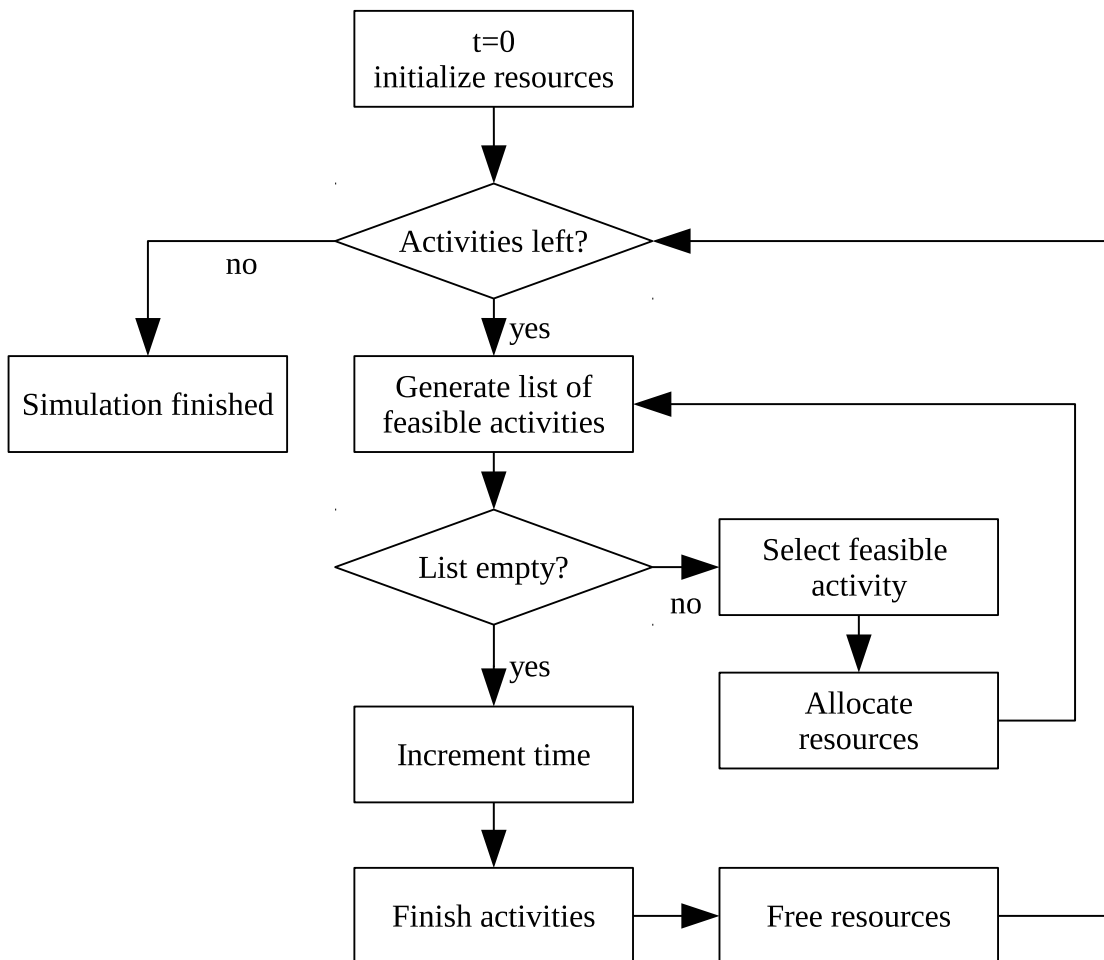 t=0
initialize resources
Activities left?
no
yes
Simulation finished
Generate list of
feasible activities
List empty?
no
Select feasible
activity
yes
Allocate
resources
Increment time
Finish activities
Free resources